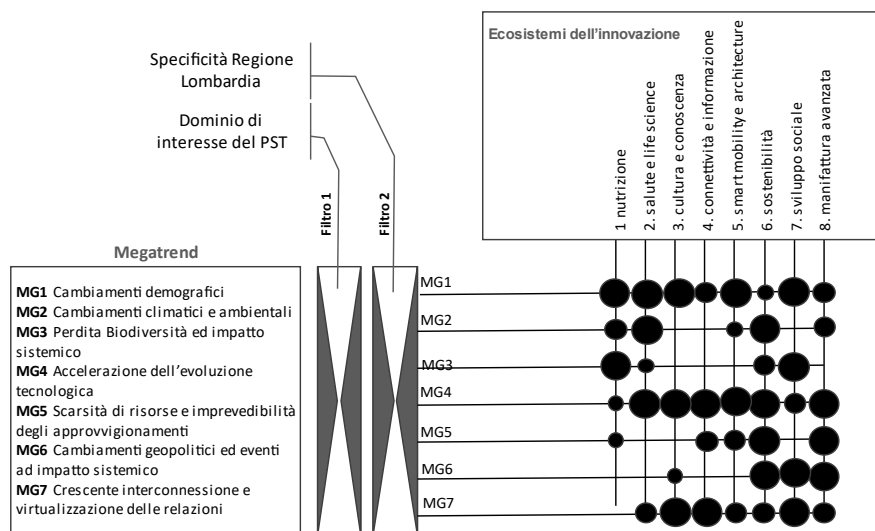 Ecosistemi dell'innovazione
Specificità Regione
Lombardia
Dominio di
interesse del PST
Filtro 1
Filtro 2
1 nutrizione
2. salute e life science
3. cultura e conoscenza
4. connettività e informazione
5. smart mobility e architecture
6. sostenibilità
7. sviluppo sociale
8. manifattura avanzata
Megatrend
MG1 Cambiamenti demografici
MG2 Cambiamenti climatici e ambientali
MG3 Perdita Biodiversità ed impatto
sistemico
MG4 Accelerazione dell'evoluzione
tecnologica
MG5 Scarsità di risorse e imprevedibilità
degli approvvigionamenti
MG6 Cambiamenti geopolitici ed eventi
ad impatto sistemico
MG7 Crescente interconnessione e
virtualizzazione delle relazioni
MG1
MG2
MG3
MG4
MG5
MG6
MG7